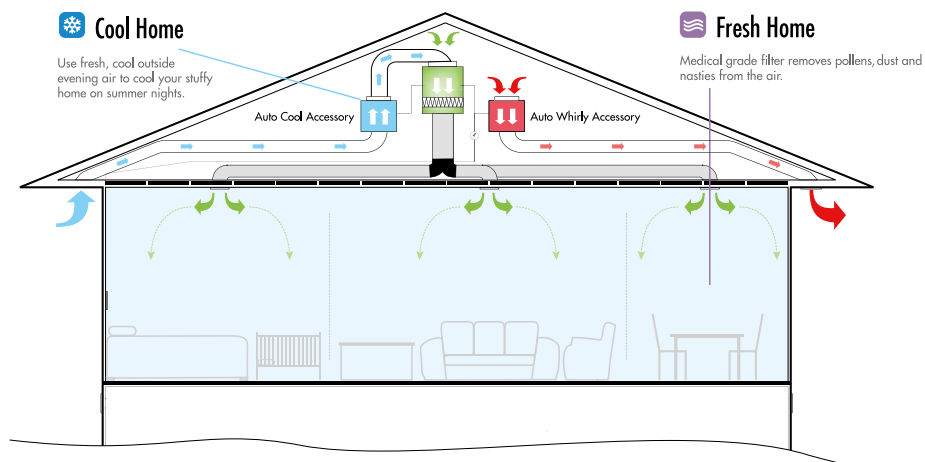 Cool Home
Use fresh, cool outside
evening air to cool your stuffy
home on summer nights.
Fresh Home
Medical grade filter removes pollens, dust and
nasties from the air.
Auto Cool Accessory
Auto Whirly Accessory